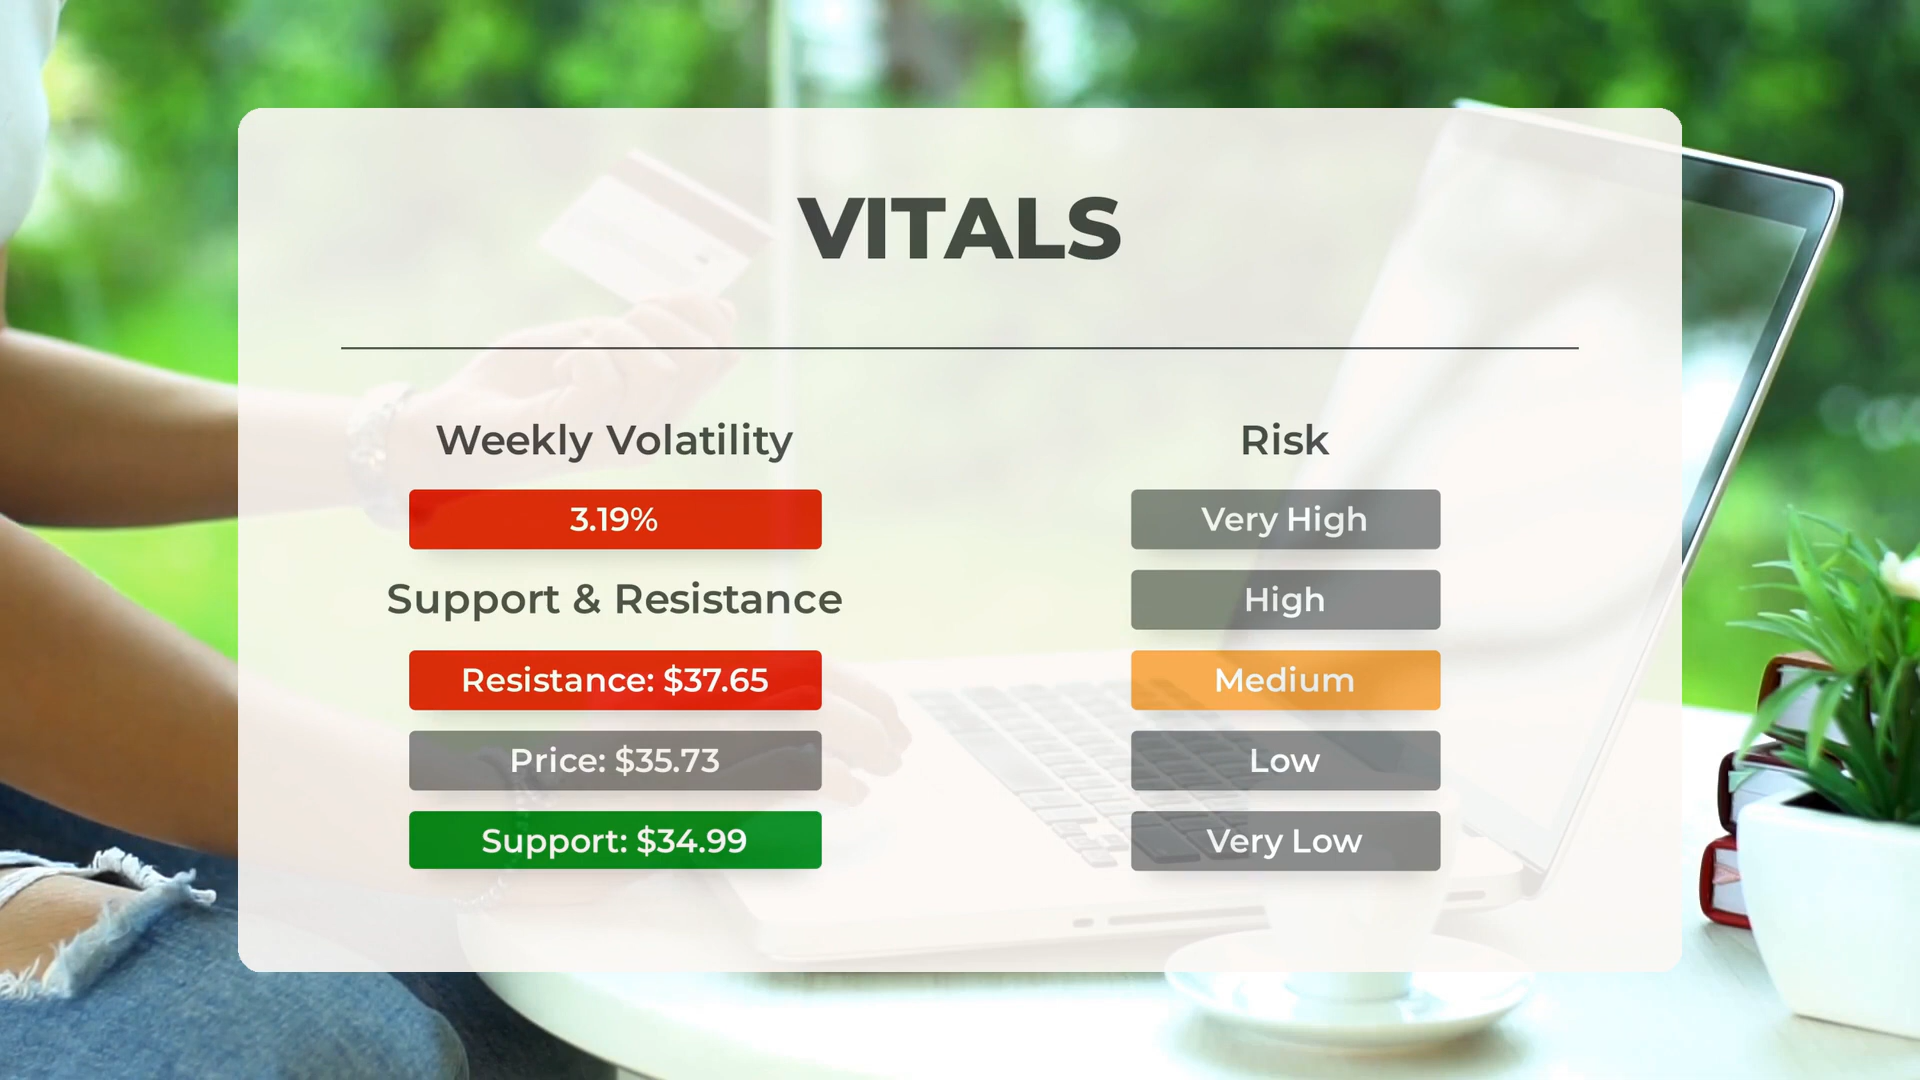 VITALS
Weekly Volatility
3.19%
Support & Resistance
Resistance: $37.65
Price: $35.73
Support: $34.99
Risk
Very High
High
Medium
Low
Very Low